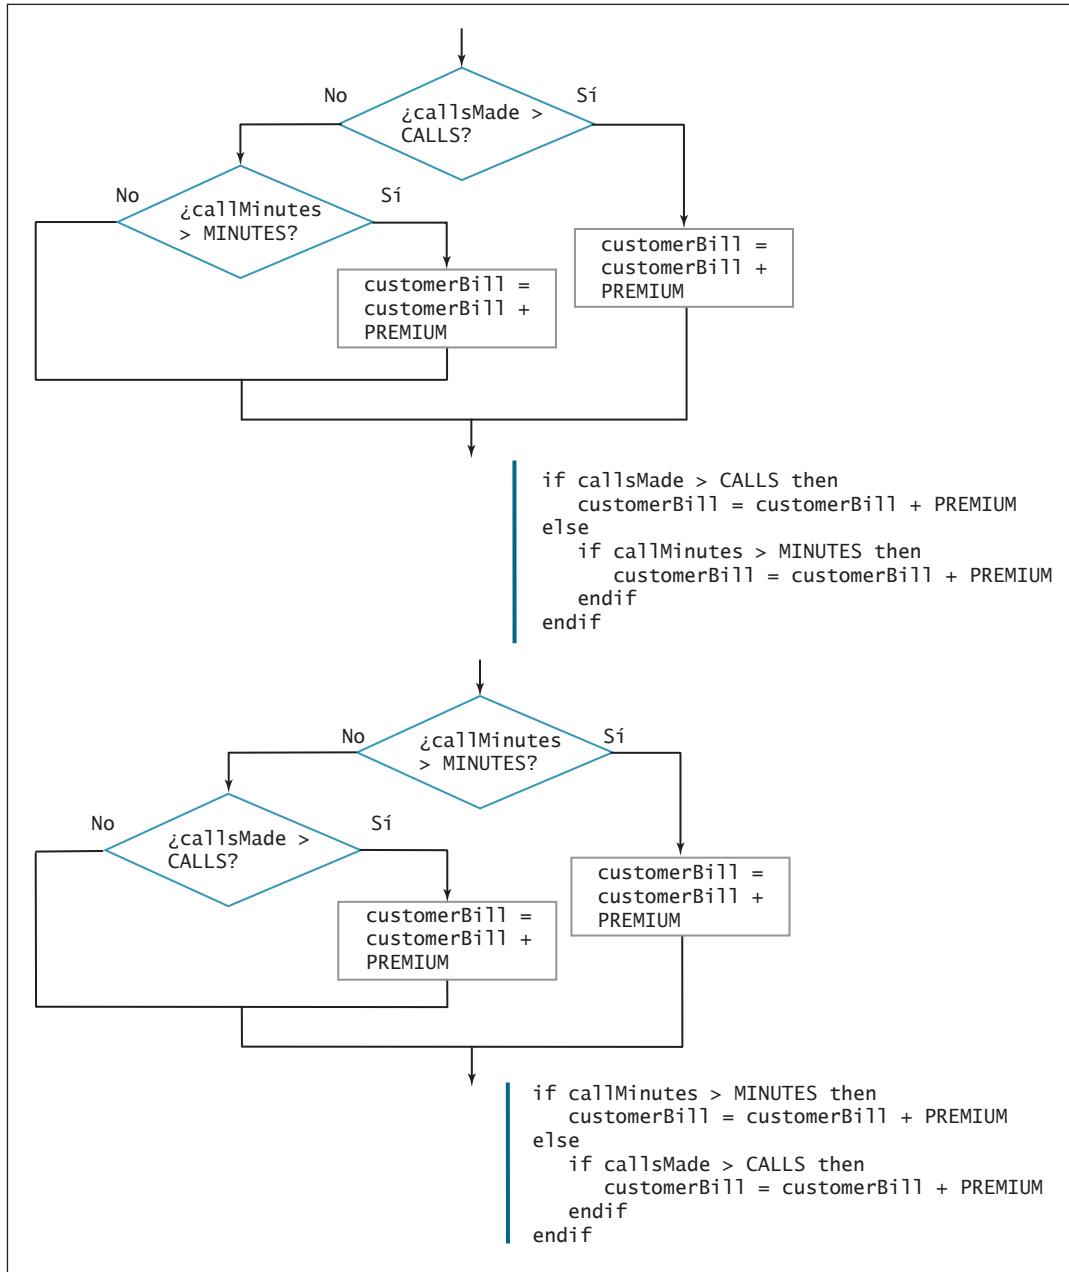 No
Sí
¿callsMade >
CALLS?
No
Sí
¿callMinutes
> MINUTES?
customerBill =
customerBill +
PREMIUM
customerBill =
customerBill +
PREMIUM
if callsMade > CALLS then
   customerBill = customerBill + PREMIUM
else
   if callMinutes > MINUTES then
      customerBill = customerBill + PREMIUM
   endif
endif
No
Sí
¿callMinutes
> MINUTES?
No
Sí
¿callsMade >
CALLS?
customerBill =
customerBill +
PREMIUM
customerBill =
customerBill +
PREMIUM
if callMinutes > MINUTES then
   customerBill = customerBill + PREMIUM
else
   if callsMade > CALLS then
      customerBill = customerBill + PREMIUM
   endif
endif